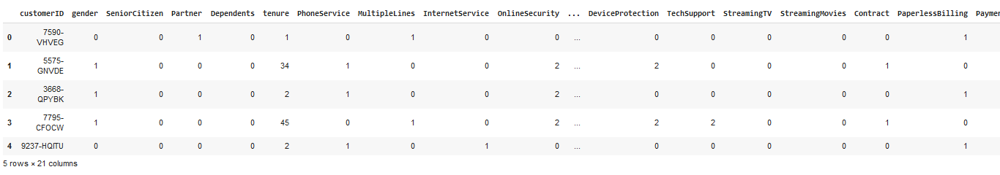 customerID gender SeniorCitizen Partner Dependents tenure PhoneService MultipleLines InternetService OnlineSecurity ... DeviceProtection TechSupport StreamingTV StreamingMovies Contract PaperlessBilling Paymen
0 7590-
VHVEG 0 0 1 0 1 0 1 0 0 ... 0 0 0 0 0 1
1 5575-
GNVDE 1 0 0 0 34 1 0 0 2 ... 2 0 0 0 1 0
2 3668-
QPYBK 1 0 0 0 2 1 0 0 2 ... 0 0 0 0 0 1
3 7795-
CFOCW 1 0 0 0 45 0 1 0 2 ... 2 2 0 0 1 0
4 9237-HQITU 0 0 0 0 2 1 0 1 0 ... 0 0 0 0 0 1
5 rows × 21 columns